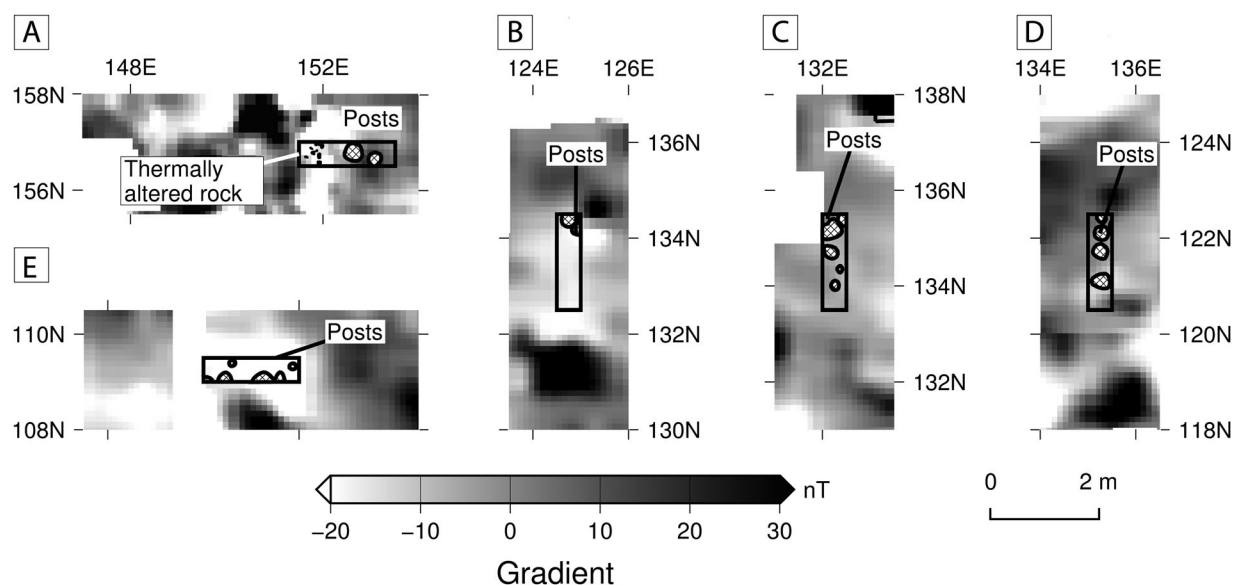 A
148E 152E
158N
156N
Posts
Thermally
altered rock
B
124E 126E
136N
134N
132N
130N
Posts
C
132E
138N
136N
134N
132N
Posts
D
134E 136E
124N
122N
120N
118N
Posts
E
110N
108N
Posts
−20 −10 0 10 20 30
nT
Gradient
0 2 m